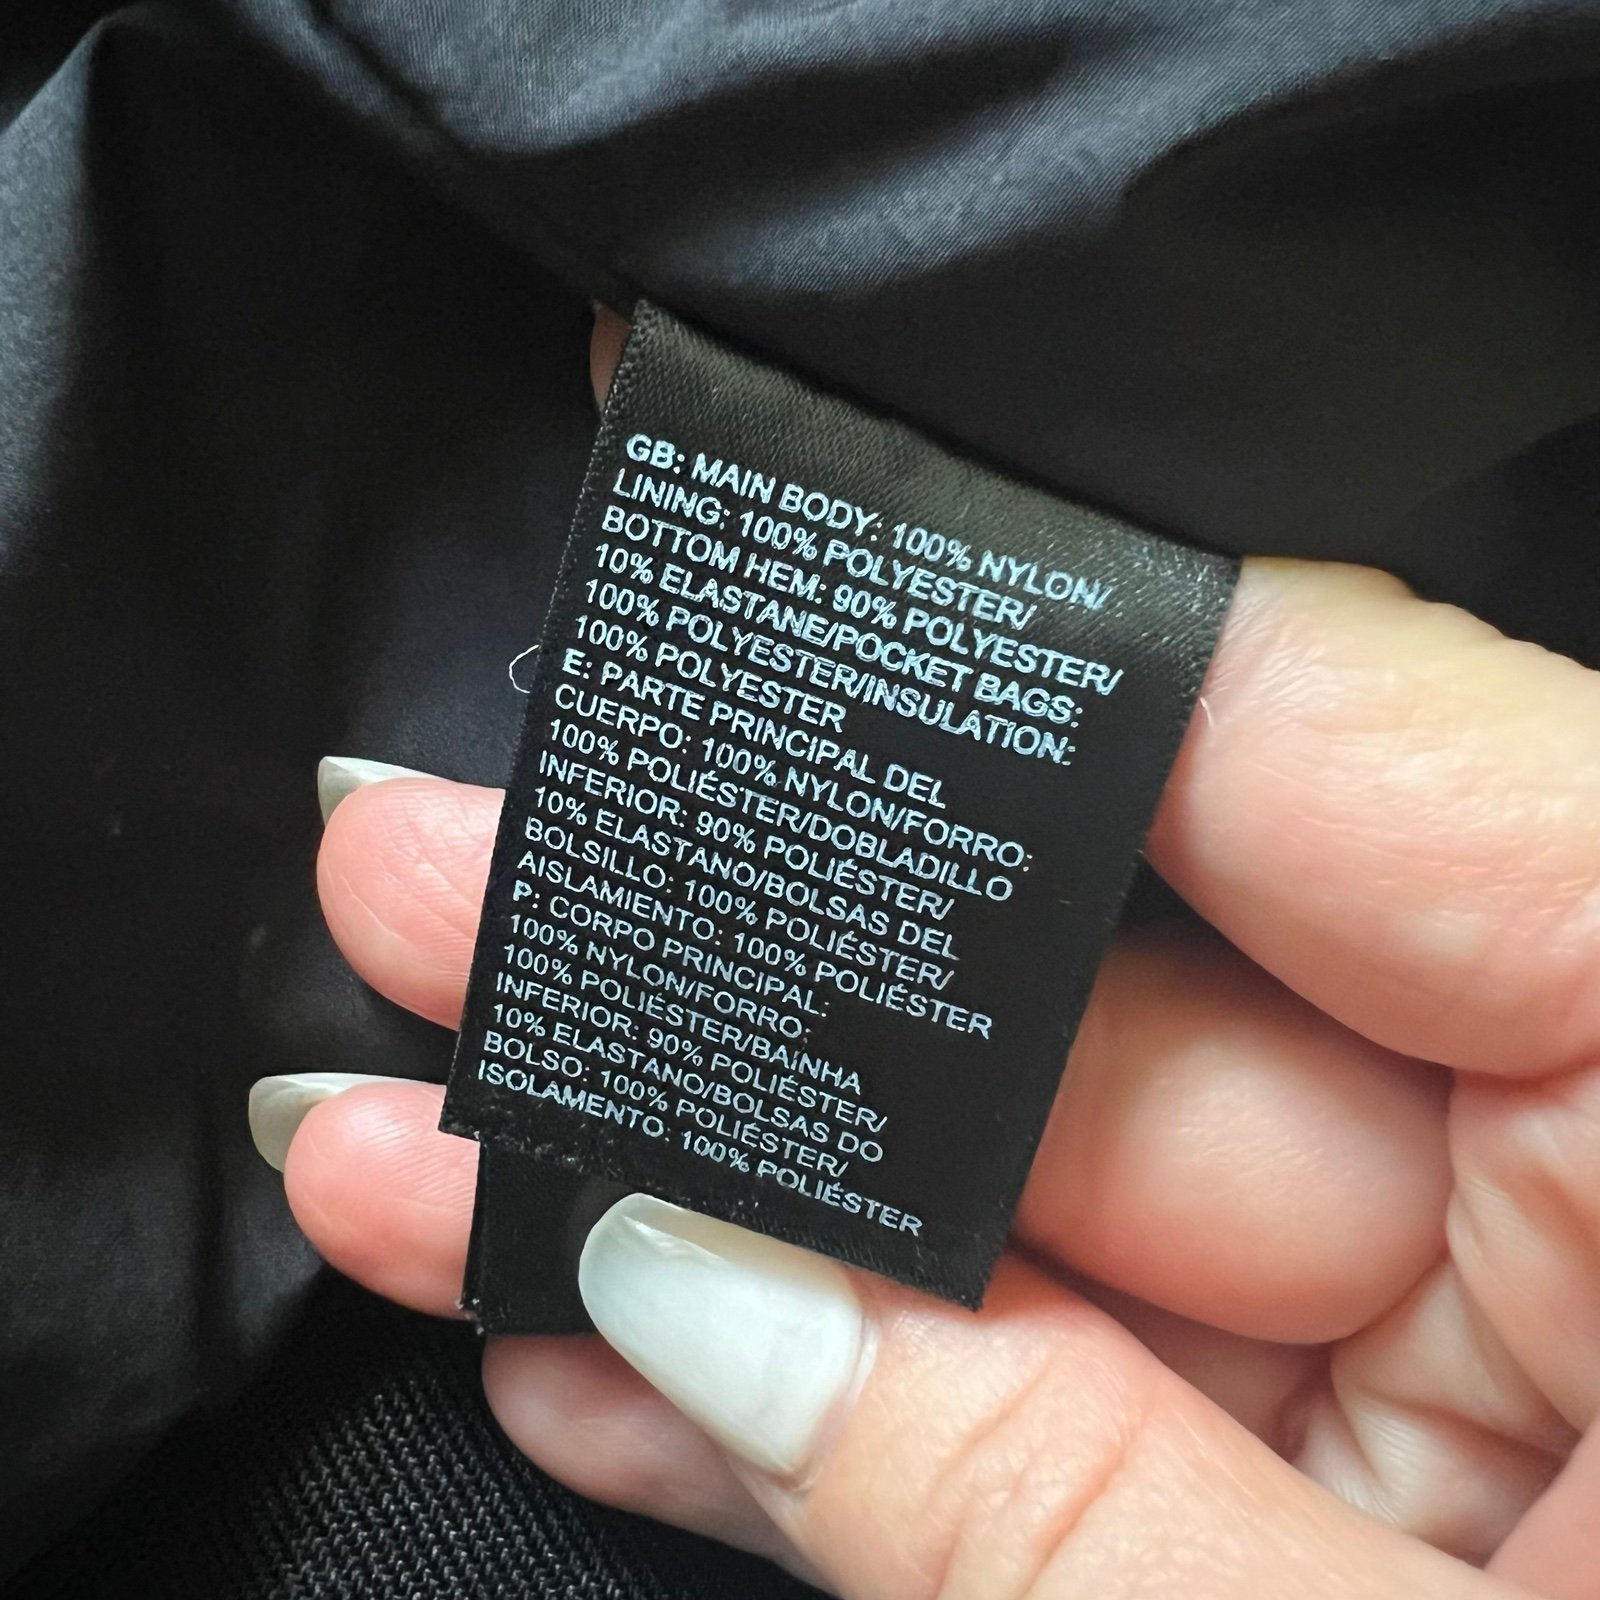 GB: MAIN BODY: 100% NYLON/
LINING: 100% POLYESTER/
BOTTOM HEM: 90% POLYESTER/
10% ELASTANE/POCKET BAGS:
100% POLYESTER/INSULATION:
100% POLYESTER
E: PARTE PRINCIPAL DEL
CUERPO: 100% NYLON/FORRO:
100% POLIÉSTER/DOBLADILLO
INFERIOR: 90% POLIÉSTER/
10% ELASTANO/BOLSAS DEL
BOLSILLO: 100% POLIÉSTER/
AISLAMIENTO: 100% POLIÉSTER
P: CORPO PRINCIPAL:
100% NYLON/FORRO:
100% POLIÉSTER/BAINHA
INFERIOR: 90% POLIÉSTER/
10% ELASTANO/BOLSAS DO
BOLSO: 100% POLIÉSTER/
ISOLAMENTO: 100% POLIÉSTER